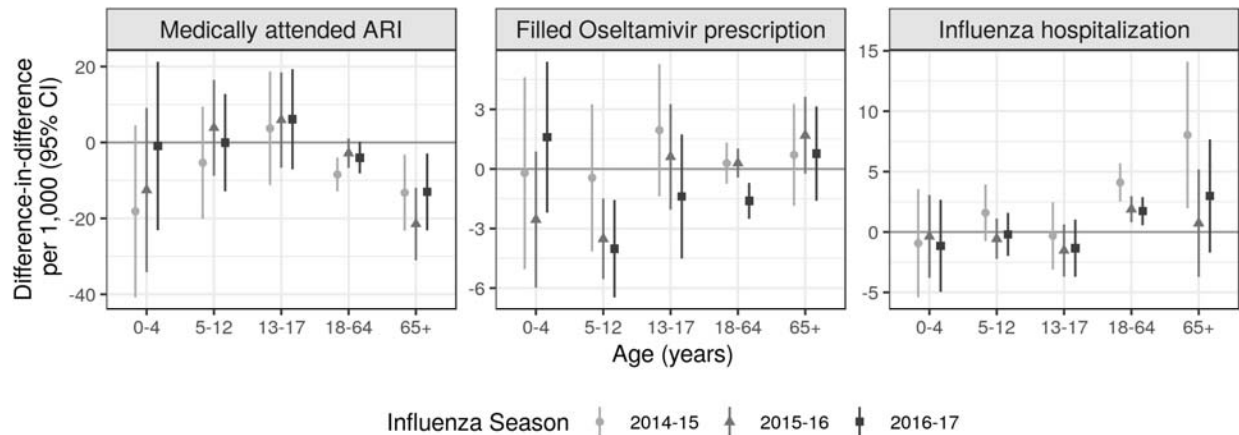 Medically attended ARI
Filled Oseltamivir prescription
Influenza hospitalization
Difference-in-difference
per 1,000 (95% CI)
20
0
-20
-40
0-4 5-12 13-17 18-64 65+
3
0
-3
-6
0-4 5-12 13-17 18-64 65+
15
10
5
0
-5
0-4 5-12 13-17 18-64 65+
Age (years)
Influenza Season 2014-15 2015-16 2016-17